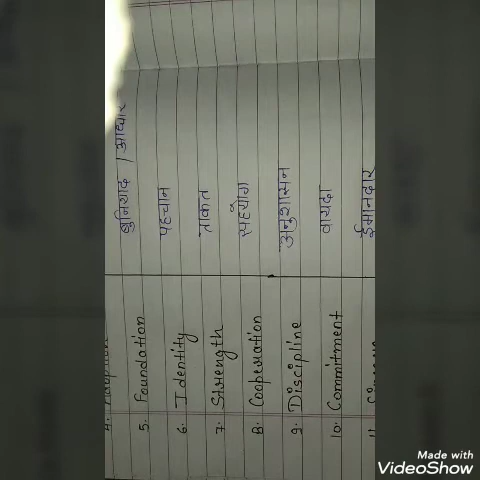 5. Foundation बुनियाद / आधार
6. Identity पहचान
7. Strength ताकत
8. Cooperation सहयोग
9. Discipline अनुशासन
10. Commitment वायदा
11. ईमानदार
Made with
VideoShow